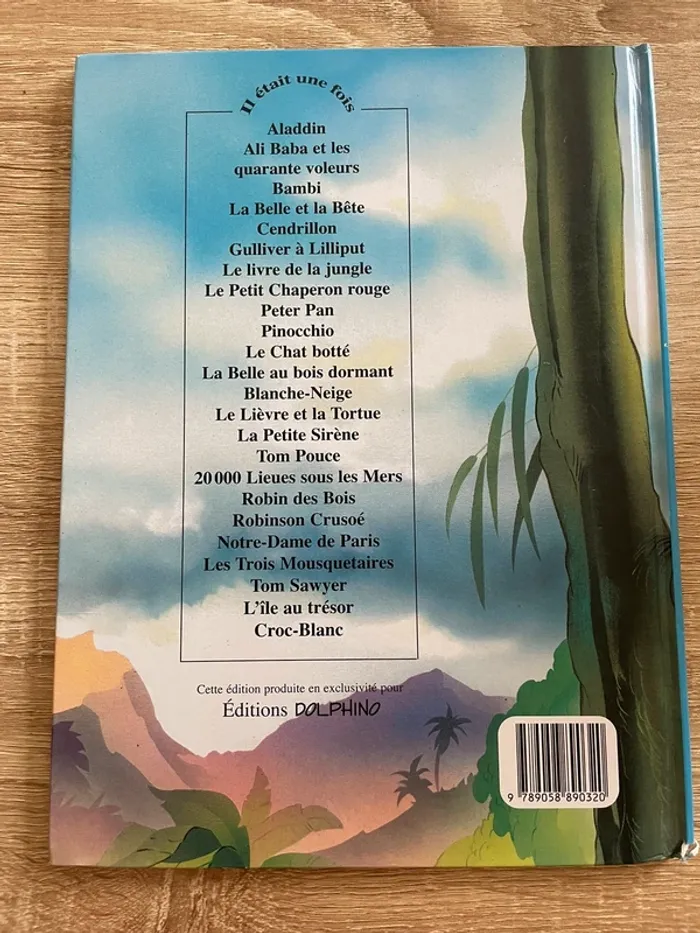 Il était une fois
Aladdin
Ali Baba et les
quarante voleurs
Bambi
La Belle et la Bête
Cendrillon
Gulliver à Lilliput
Le livre de la jungle
Le Petit Chaperon rouge
Peter Pan
Pinocchio
Le Chat botté
La Belle au bois dormant
Blanche-Neige
Le Lièvre et la Tortue
La Petite Sirène
Tom Pouce
20 000 Lieues sous les Mers
Robin des Bois
Robinson Crusoé
Notre-Dame de Paris
Les Trois Mousquetaires
Tom Sawyer
L'île au trésor
Croc-Blanc
Cette édition produite en exclusivité pour
Éditions DOLPHINO
9 789058 890320